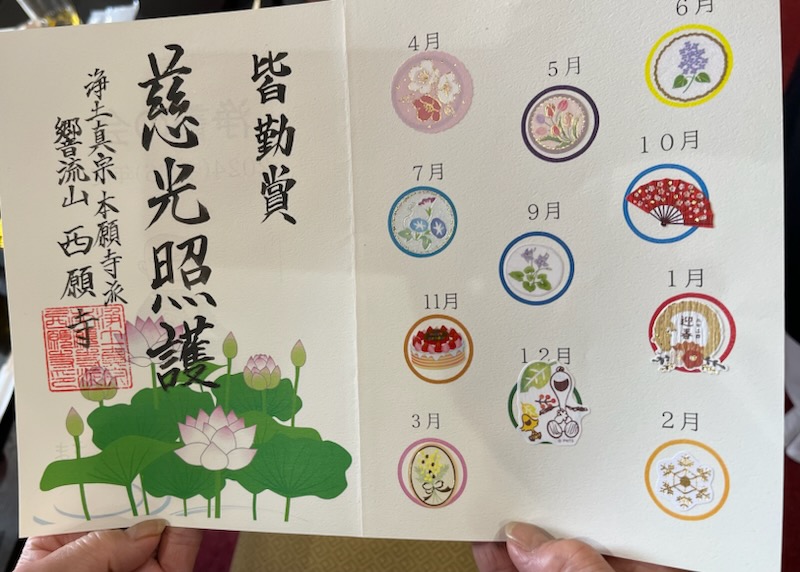 皆勤賞
慈光照護
浄土真宗本願寺派
響流山 西願寺
4月
5月
6月
7月
9月
10月
11月
12月
1月
迎春
3月
2月